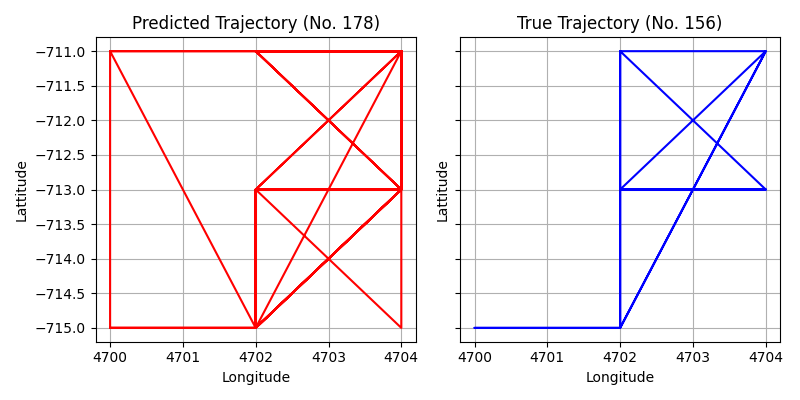 Predicted Trajectory (No. 178)
True Trajectory (No. 156)
Lattitude
−711.0
−711.5
−712.0
−712.5
−713.0
−713.5
−714.0
−714.5
−715.0
4700 4701 4702 4703 4704
Longitude
Lattitude
4700 4701 4702 4703 4704
Longitude